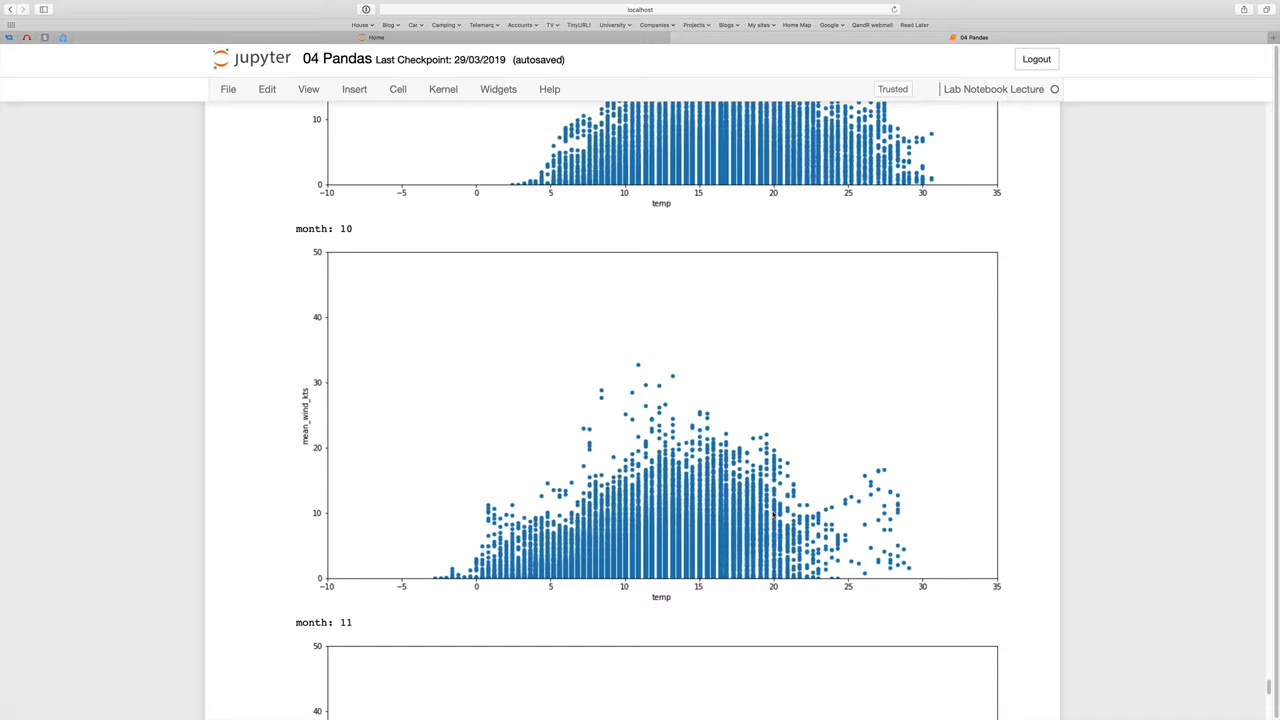 localhost
House Blog Car Camping Telemarq Accounts TV TinyURL! University Companies Projects Blogs My sites Home Map Google QandR webmail Read Later
Home
04 Pandas
jupyter 04 Pandas Last Checkpoint: 29/03/2019 (autosaved)
Logout
File Edit View Insert Cell Kernel Widgets Help
Trusted
Lab Notebook Lecture
10
0
−10 −5 0 5 10 15 20 25 30 35
temp
month: 10
50
40
30
20
10
0
mean_wind_kts
−10 −5 0 5 10 15 20 25 30 35
temp
month: 11
50
40